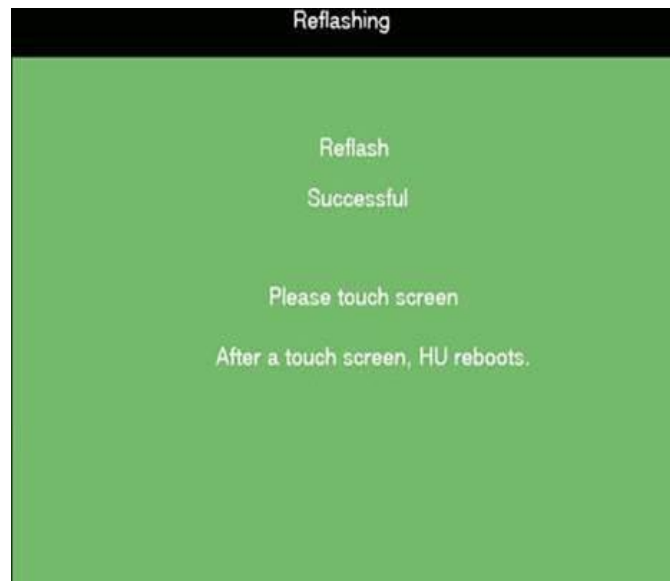 Reflashing
Reflash
Successful
Please touch screen
After a touch screen, HU reboots.